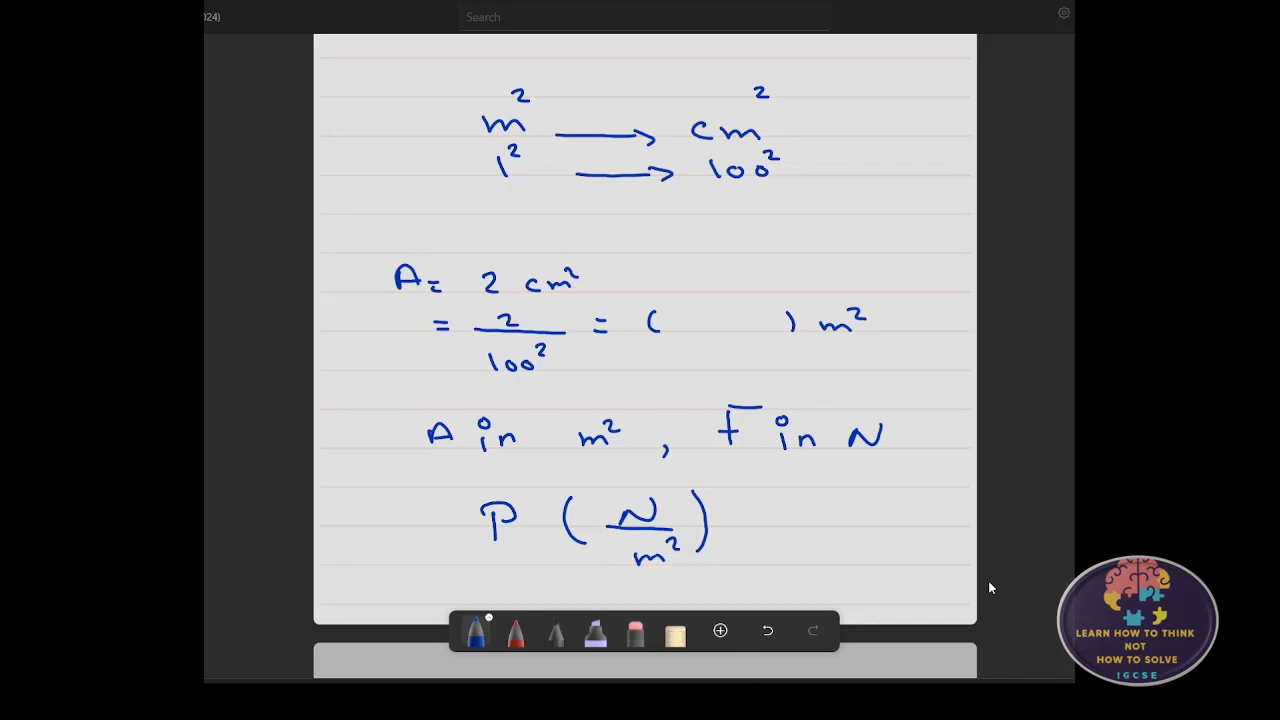 024)
Search
m² ⟶ cm²
1² ⟶ 100²
A = 2 cm²
= 2/100² = ( ) m²
A in m², F in N
P (N/m²)
LEARN HOW TO THINK
NOT
HOW TO SOLVE
IGCSE